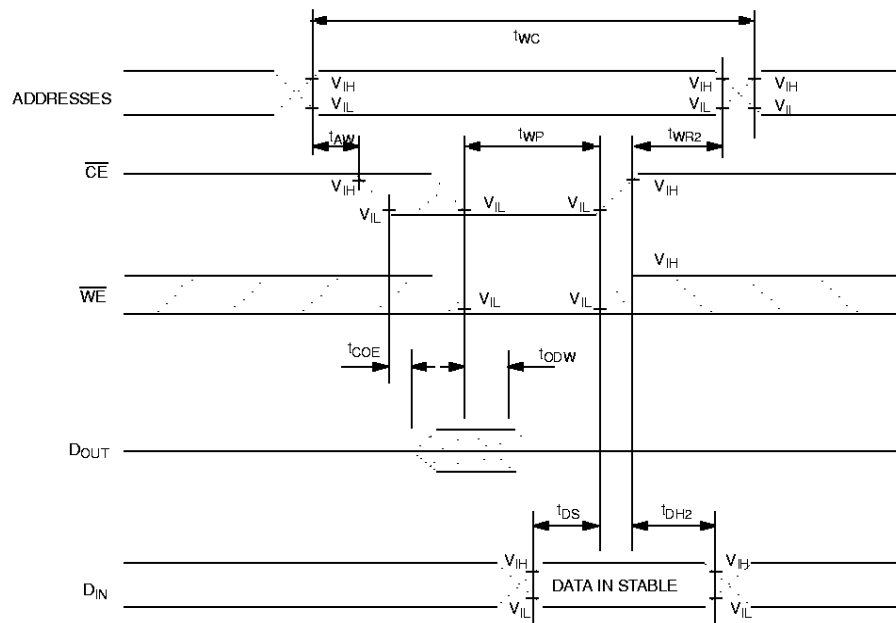 tWC
ADDRESSES
VIH VIH VIH
VIL VIL VIL
tAW tWP tWR2
CE
VIH VIH
VIL VIL VIL
VIH
WE
VIL VIL
tCOE tODW
DOUT
tDS tDH2
VIH VIH
DIN DATA IN STABLE
VIL VIL